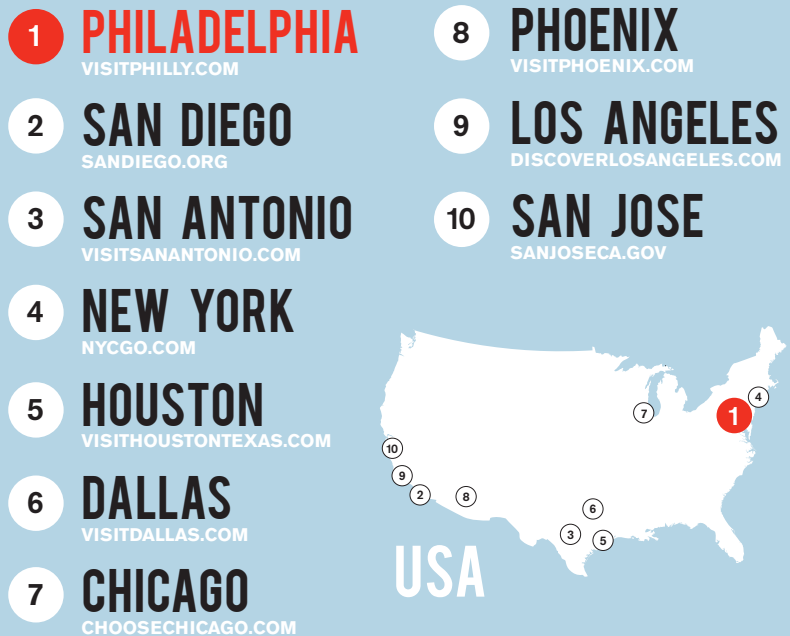 1 PHILADELPHIA
VISITPHILLY.COM
2 SAN DIEGO
SANDIEGO.ORG
3 SAN ANTONIO
VISITSANANTONIO.COM
4 NEW YORK
NYCGO.COM
5 HOUSTON
VISITHOUSTONTEXAS.COM
6 DALLAS
VISITDALLAS.COM
7 CHICAGO
CHOOSECHICAGO.COM
8 PHOENIX
VISITPHOENIX.COM
9 LOS ANGELES
DISCOVERLOSANGELES.COM
10 SAN JOSE
SANJOSECA.GOV
4
7
1
10
9
2
8
6
3
5
USA